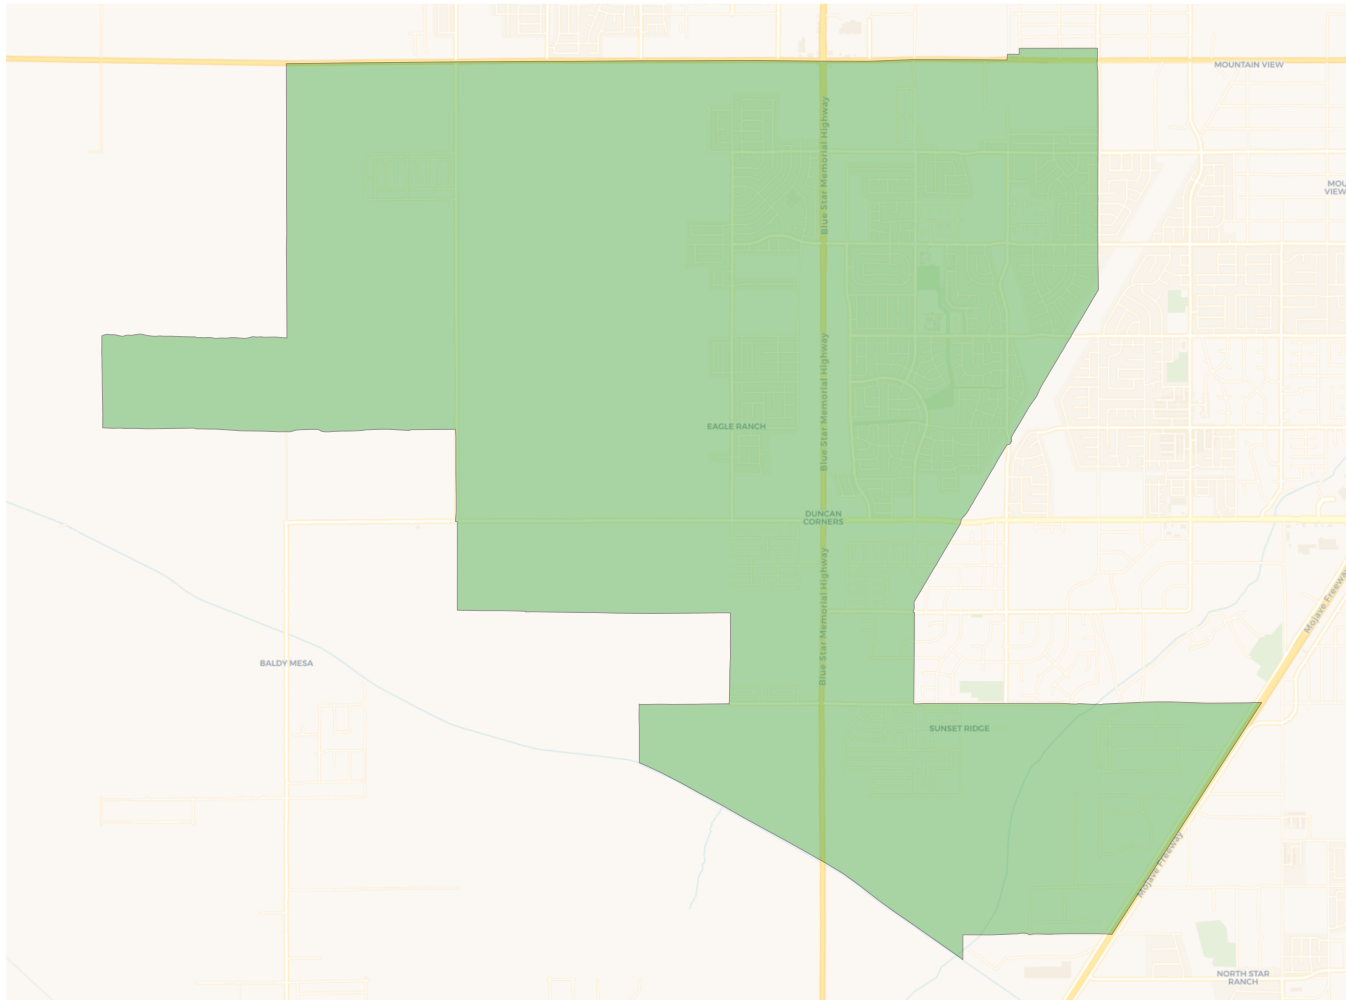 MOUNTAIN VIEW
Blue Star Memorial Highway
MOU
VIEW
Blue Star Memorial Highway
EAGLE RANCH
DUNCAN
CORNERS
Blue Star Memorial Highway
Mojave Freeway
BALDY MESA
SUNSET RIDGE
Mojave Freeway
NORTH STAR
RANCH